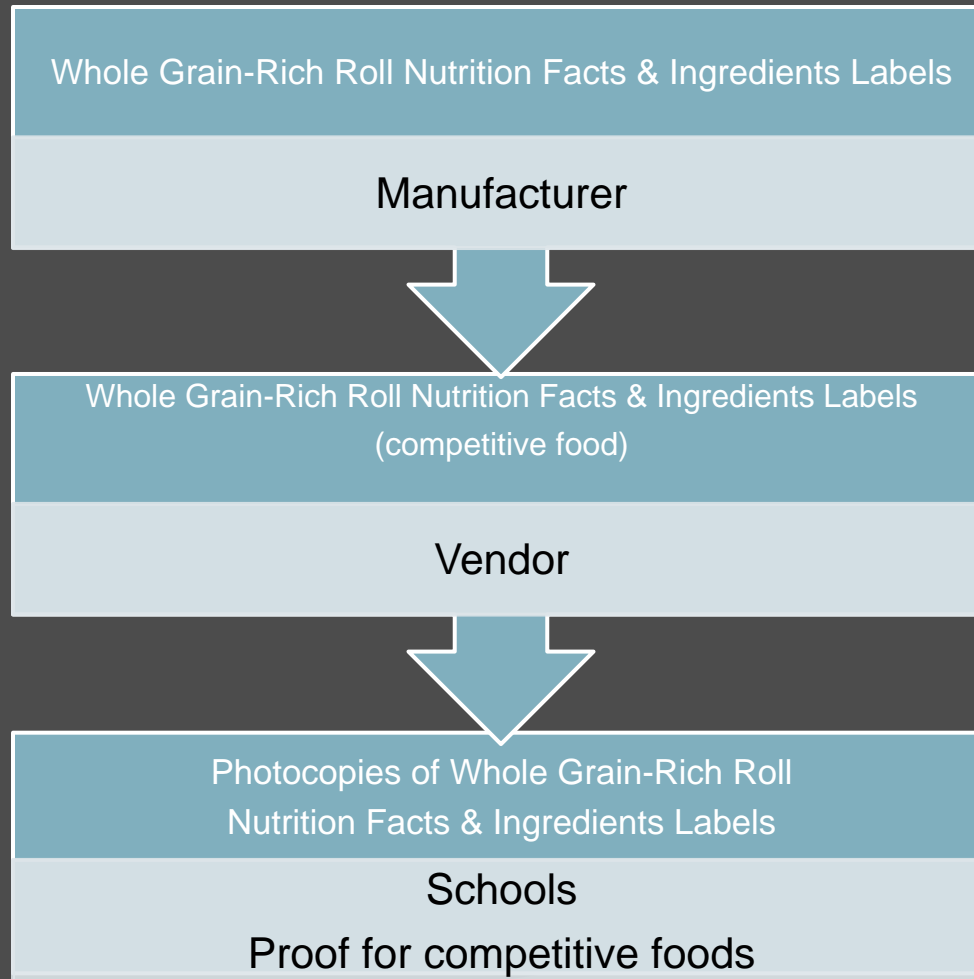 Whole Grain-Rich Roll Nutrition Facts & Ingredients Labels
Manufacturer
Whole Grain-Rich Roll Nutrition Facts & Ingredients Labels
(competitive food)
Vendor
Photocopies of Whole Grain-Rich Roll
Nutrition Facts & Ingredients Labels
Schools
Proof for competitive foods